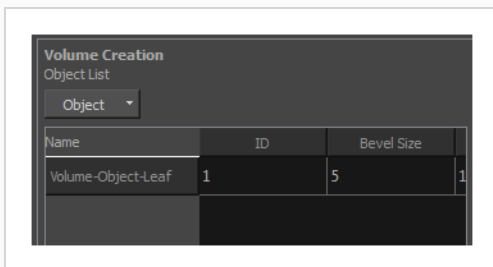 Volume Creation
Object List
Object
Name ID Bevel Size
Volume-Object-Leaf 1 5 1